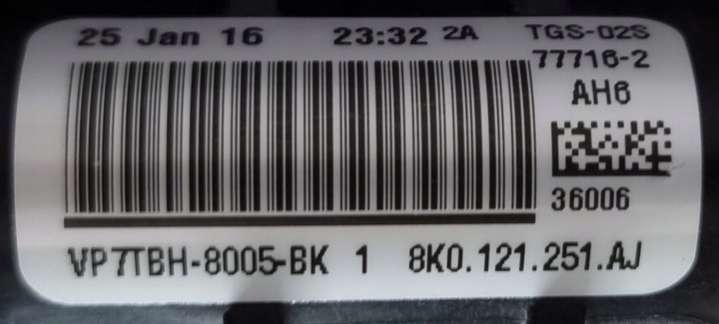 25 Jan 16 23:32 2A TGS-02S
77716-2
AH6
36006
VP7TBH-8005-BK 1 8K0.121.251.AJ